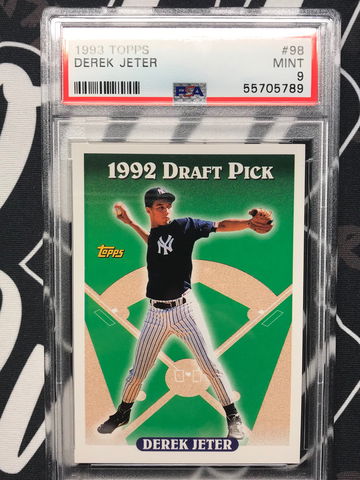 1993 TOPPS #98
DEREK JETER MINT
9
PSA 55705789
1992 DRAFT PICK
NY
Topps
DEREK JETER